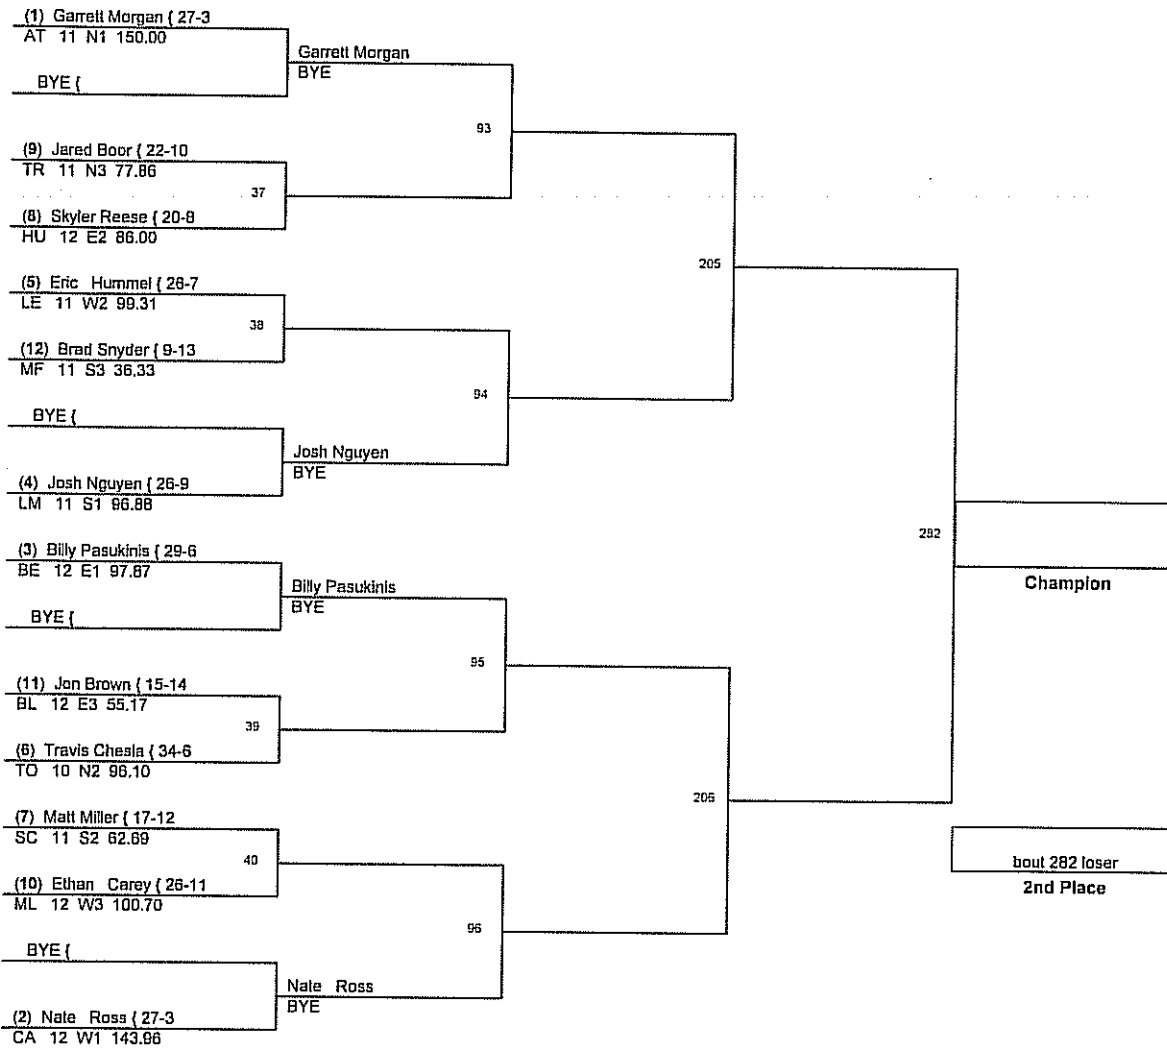 (1) Garrett Morgan { 27-3
AT 11 N1 150.00
Garrett Morgan
BYE
BYE {
93
(9) Jared Boor { 22-10
TR 11 N3 77.86
37
(8) Skyler Reese { 20-8
HU 12 E2 86.00
205
(5) Eric Hummel { 26-7
LE 11 W2 99.31
38
(12) Brad Snyder { 9-13
MF 11 S3 36.33
94
BYE {
Josh Nguyen
BYE
(4) Josh Nguyen { 26-9
LM 11 S1 96.88
282
(3) Billy Pasukinis { 29-6
BE 12 E1 97.87
Billy Pasukinis
BYE
Champion
BYE {
95
(11) Jon Brown { 15-14
BL 12 E3 55.17
39
(6) Travis Chesla { 34-6
TO 10 N2 96.10
206
(7) Matt Miller { 17-12
SC 11 S2 62.69
40
bout 282 loser
2nd Place
(10) Ethan Carey { 26-11
ML 12 W3 100.70
96
BYE {
Nate Ross
BYE
(2) Nate Ross { 27-3
CA 12 W1 143.96